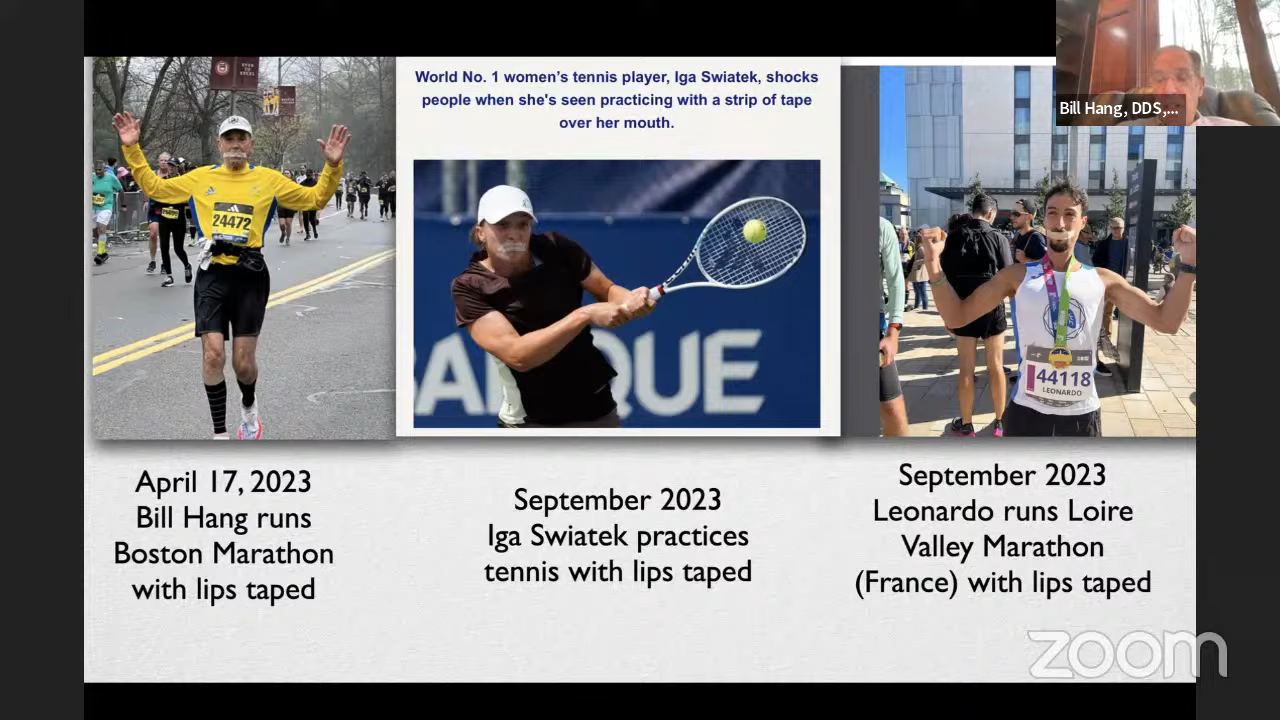 World No. 1 women's tennis player, Iga Swiatek, shocks
people when she's seen practicing with a strip of tape
over her mouth.
Bill Hang, DDS,...
24472
44118
LEONARDO
April 17, 2023
Bill Hang runs
Boston Marathon
with lips taped
September 2023
Iga Swiatek practices
tennis with lips taped
September 2023
Leonardo runs Loire
Valley Marathon
(France) with lips taped
zoom